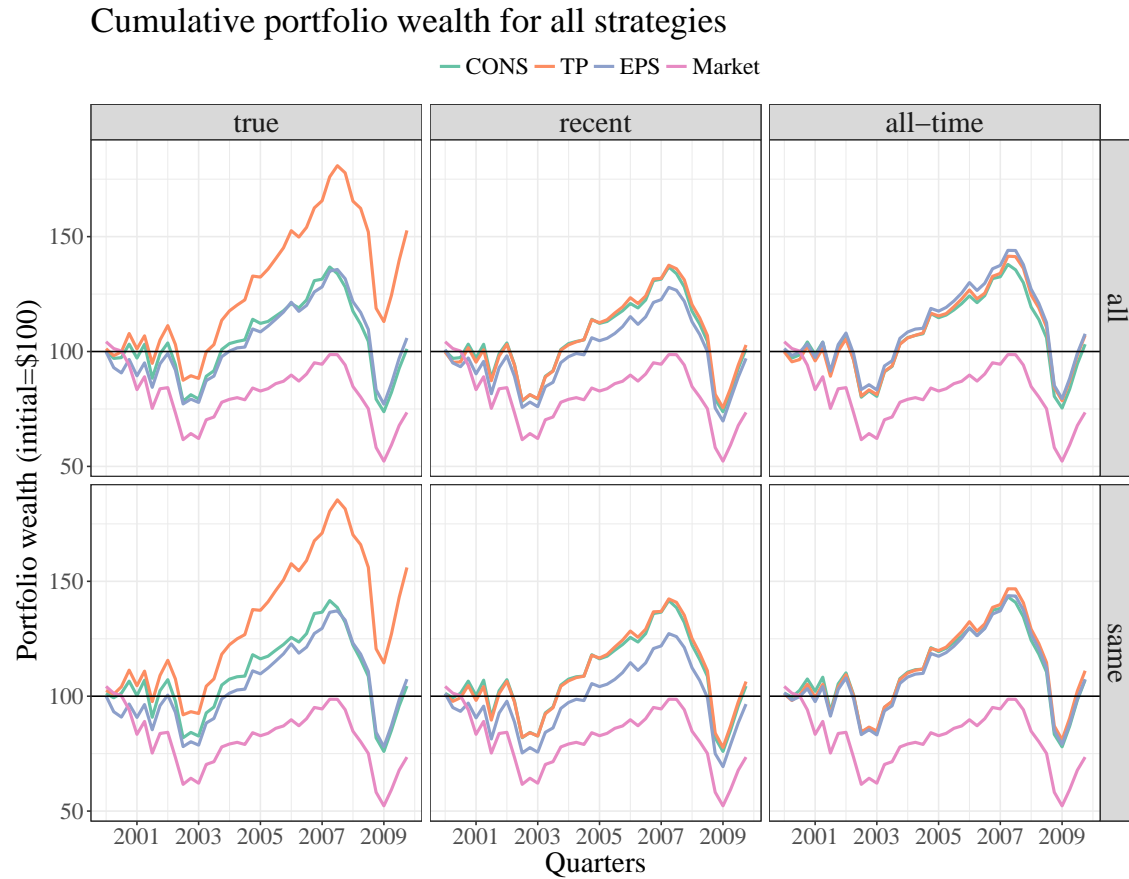 Cumulative portfolio wealth for all strategies
CONS TP EPS Market
true recent all−time
150
100
50
all
150
100
50
same
Portfolio wealth (initial=$100)
2001 2003 2005 2007 2009 2001 2003 2005 2007 2009 2001 2003 2005 2007 2009
Quarters